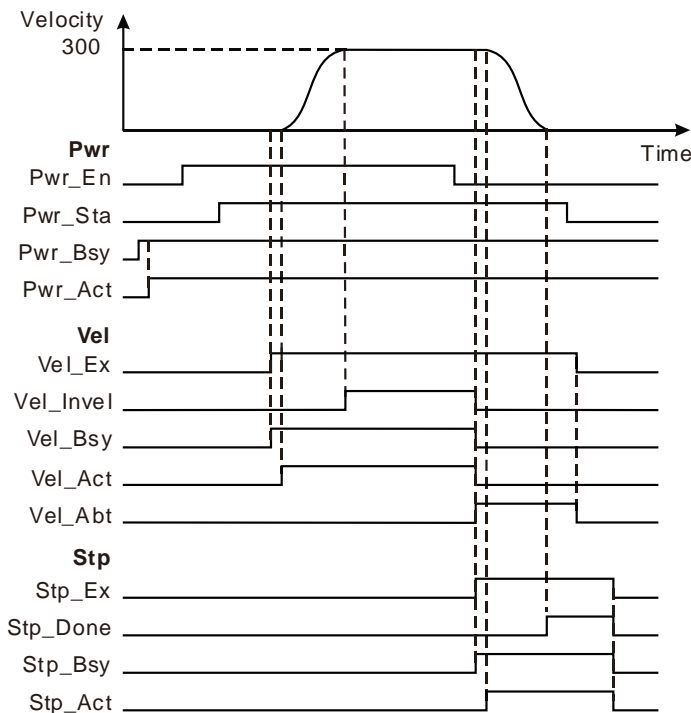 Velocity
300
Time
Pwr
Pwr_En
Pwr_Sta
Pwr_Bsy
Pwr_Act
Vel
Vel_Ex
Vel_Invel
Vel_Bsy
Vel_Act
Vel_Abt
Stp
Stp_Ex
Stp_Done
Stp_Bsy
Stp_Act